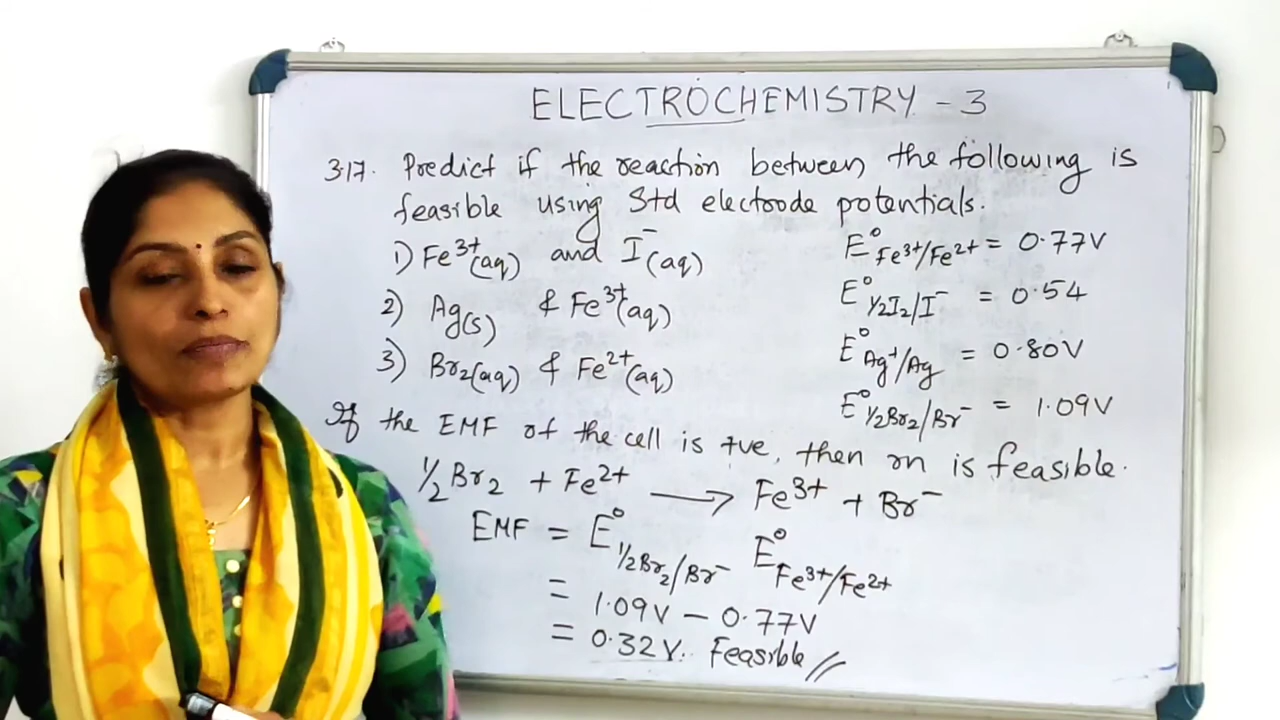 ELECTROCHEMISTRY - 3
3.17. Predict if the reaction between the following is
feasible using Std electrode potentials.
1) Fe³⁺(aq) and I⁻(aq)
E°Fe³⁺/Fe²⁺ = 0.77V
E°½I₂/I⁻ = 0.54
2) Ag(s) & Fe³⁺(aq)
E°Ag⁺/Ag = 0.80V
3) Br₂(aq) & Fe²⁺(aq)
E°½Br₂/Br⁻ = 1.09V
If the EMF of the cell is +ve, then rn is feasible.
½Br₂ + Fe²⁺ ⟶ Fe³⁺ + Br⁻
EMF = E°½Br₂/Br⁻ E°Fe³⁺/Fe²⁺
= 1.09V - 0.77V
= 0.32V. Feasible //